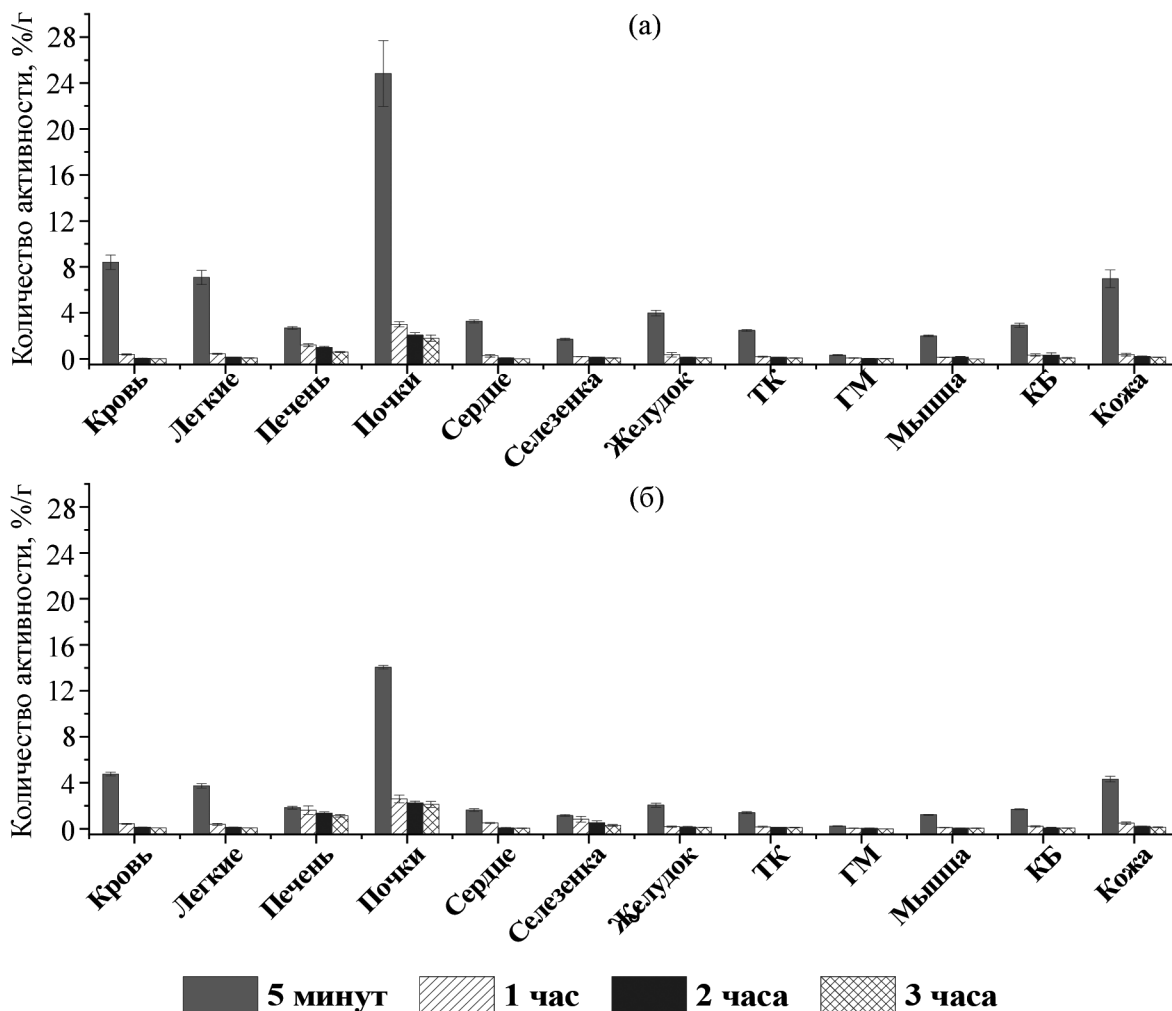 (а)
Количество активности, %/г
28
24
20
16
12
8
4
0
Кровь
Легкие
Печень
Почки
Сердце
Селезенка
Желудок
ТК
ГМ
Мышца
КБ
Кожа
(б)
Количество активности, %/г
28
24
20
16
12
8
4
0
Кровь
Легкие
Печень
Почки
Сердце
Селезенка
Желудок
ТК
ГМ
Мышца
КБ
Кожа
5 минут 1 час 2 часа 3 часа